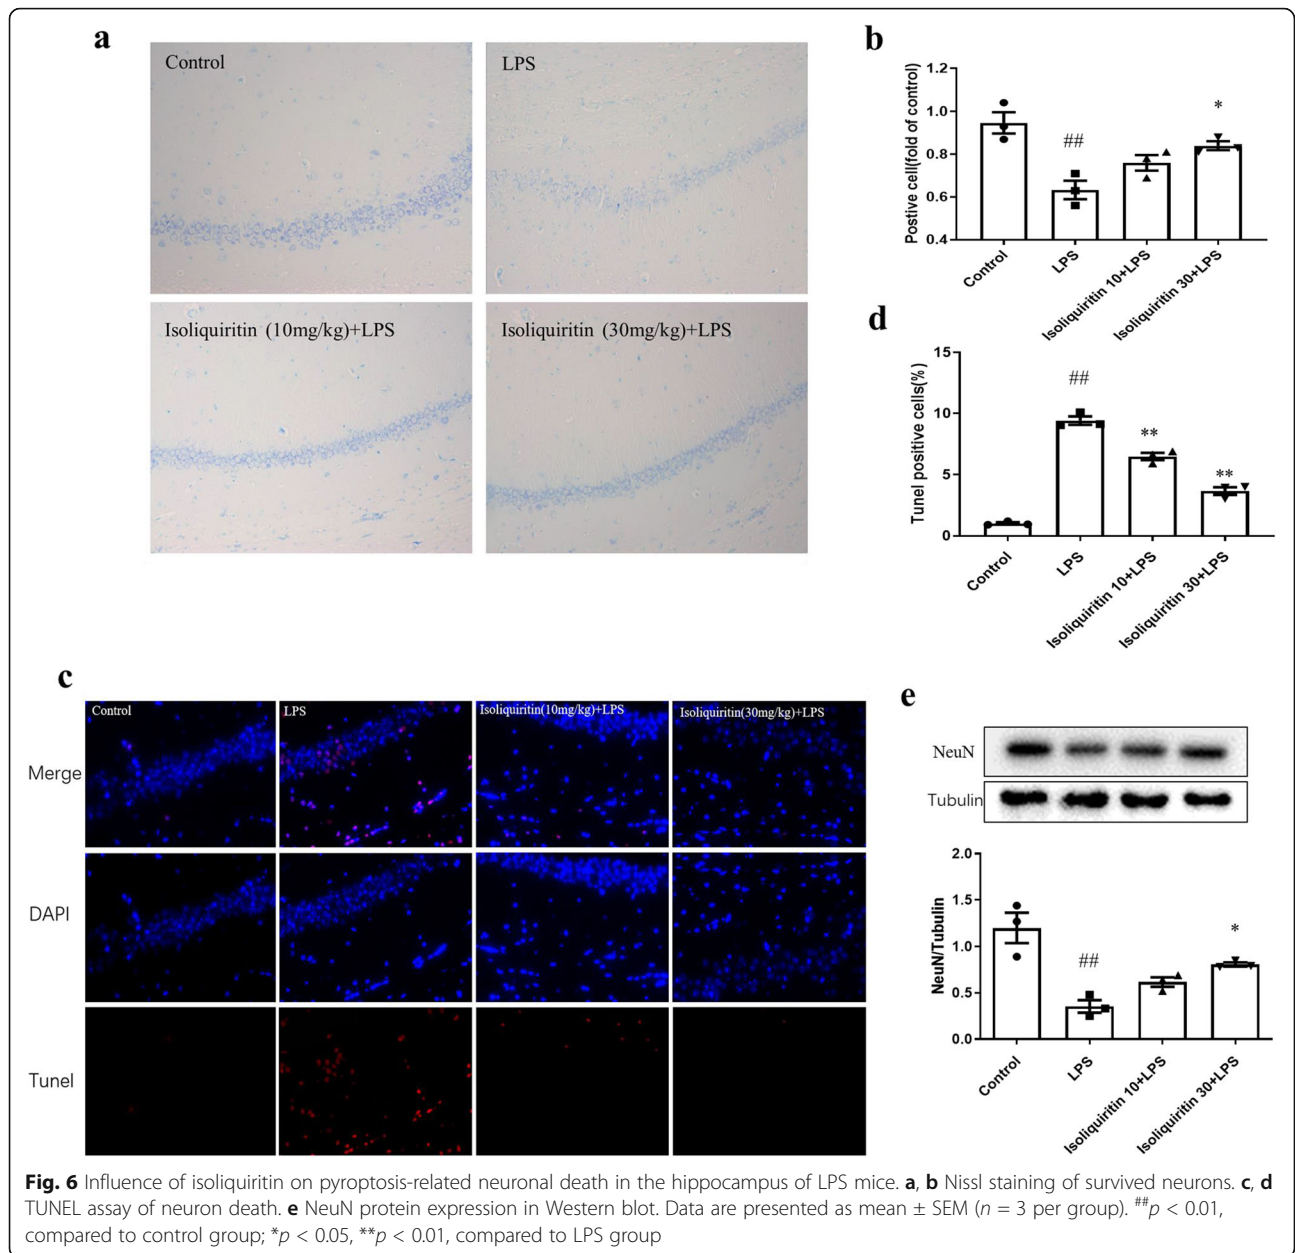 a
Control
LPS
Isoliquiritin (10mg/kg)+LPS
Isoliquiritin (30mg/kg)+LPS
b
Postive cell(fold of control)
1.2
1.0
0.8
0.6
0.4
##
*
Control
LPS
Isoliquiritin 10+LPS
Isoliquiritin 30+LPS
d
Tunel positive cells(%)
15
10
5
0
##
**
**
Control
LPS
Isoliquiritin 10+LPS
Isoliquiritin 30+LPS
c
Control
LPS
Isoliquiritin(10mg/kg)+LPS
Isoliquiritin(30mg/kg)+LPS
Merge
DAPI
Tunel
e
NeuN
Tubulin
NeuN/Tubulin
2.0
1.5
1.0
0.5
0.0
##
*
Control
LPS
Isoliquiritin 10+LPS
Isoliquiritin 30+LPS
Fig. 6 Influence of isoliquiritin on pyroptosis-related neuronal death in the hippocampus of LPS mice. a, b Nissl staining of survived neurons. c, d
TUNEL assay of neuron death. e NeuN protein expression in Western blot. Data are presented as mean ± SEM (n = 3 per group). ##p < 0.01,
compared to control group; *p < 0.05, **p < 0.01, compared to LPS group